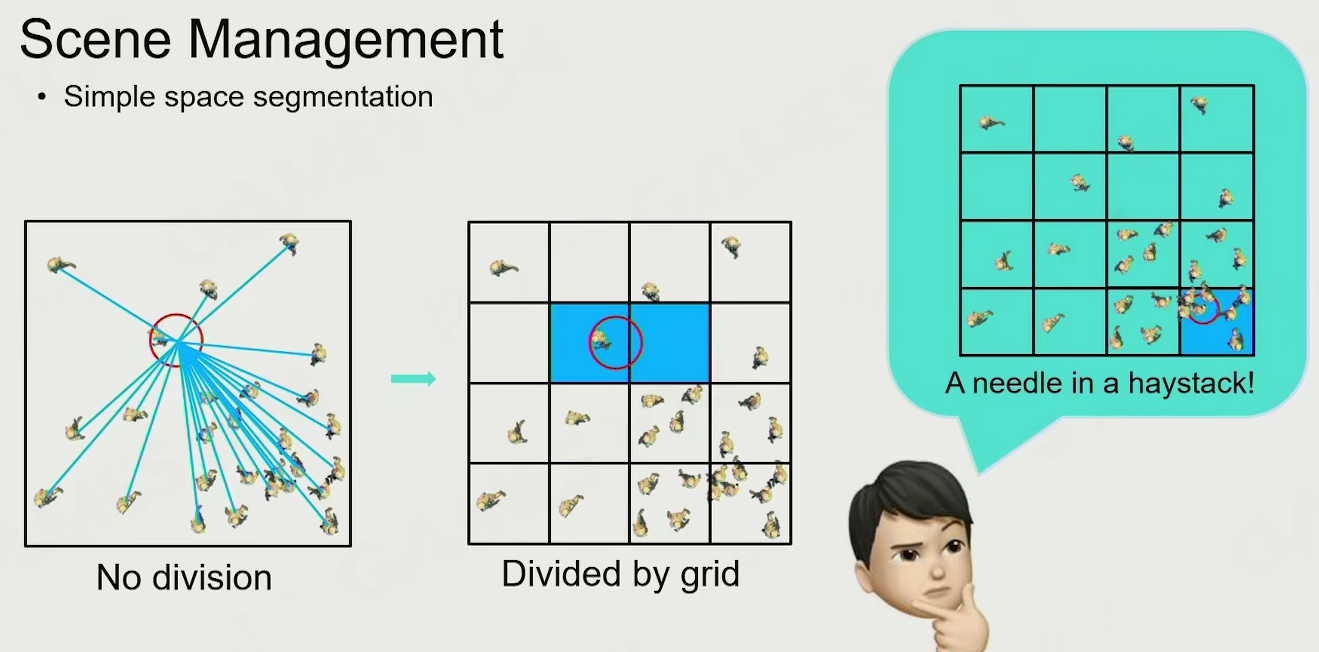 Scene Management
• Simple space segmentation
No division
Divided by grid
A needle in a haystack!